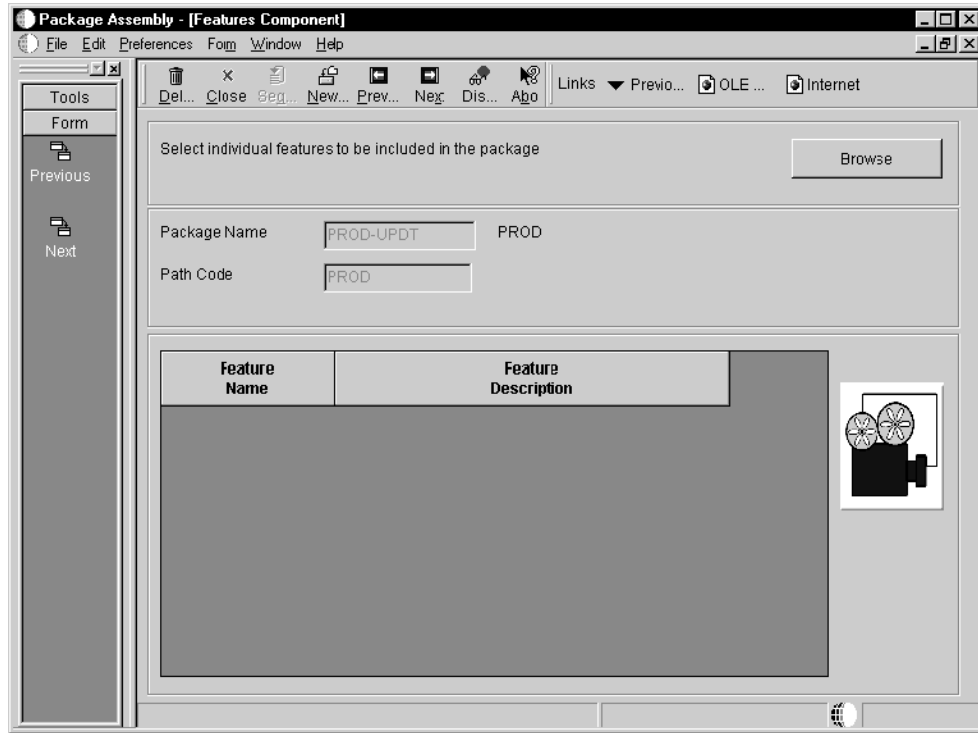 Package Assembly - [Features Component]
File Edit Preferences Form Window Help
Tools
Form
Previous
Next
Del... Close Seq... New... Prev... Nex: Dis... Abo Links Previo... OLE ... Internet
Select individual features to be included in the package
Browse
Package Name PROD-UPDT PROD
Path Code PROD
Feature Name
Feature Description